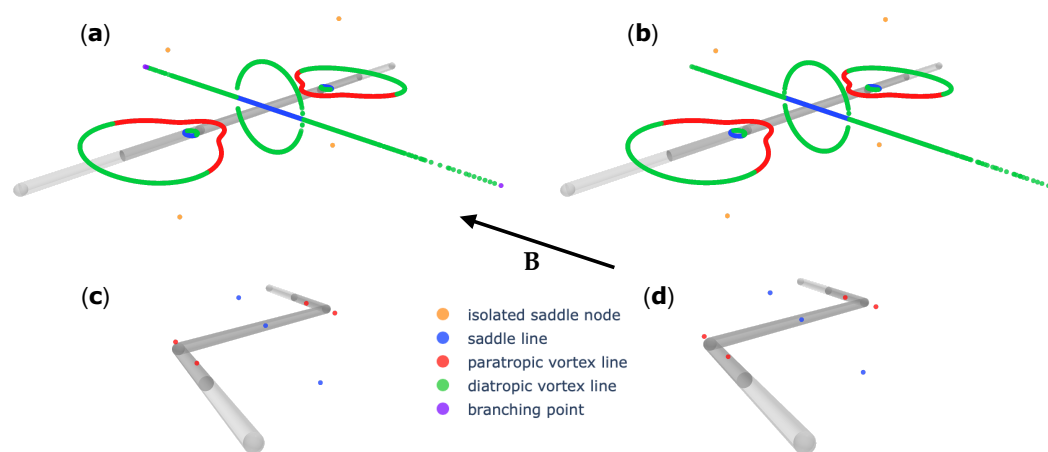 (a)
(b)
B
(c)
(d)
isolated saddle node
saddle line
paratropic vortex line
diatropic vortex line
branching point